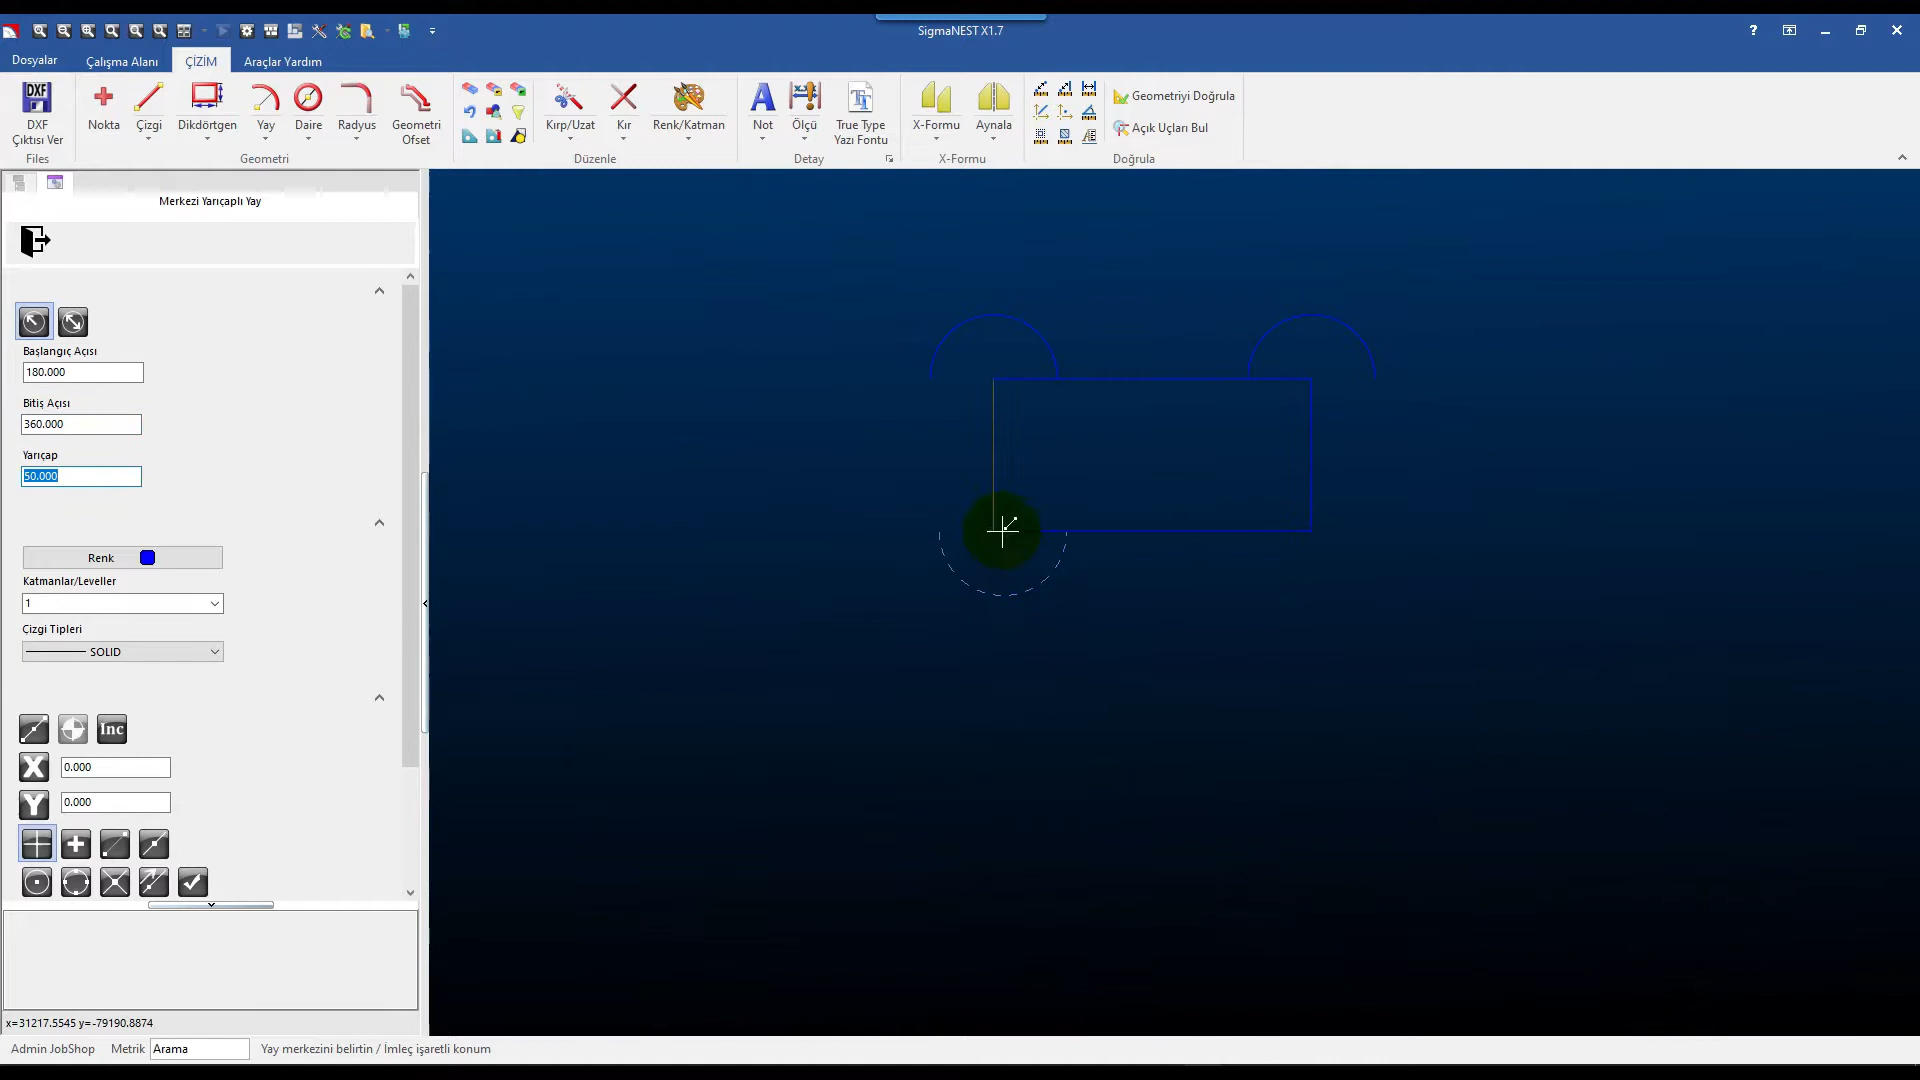 SigmaNEST X1.7
?
Dosyalar
Çalışma Alanı
ÇİZİM
Araçlar Yardım
DXF
DXF
Çıktısı Ver
Nokta
Çizgi
Dikdörtgen
Yay
Daire
Radyus
Geometri
Ofset
Kırp/Uzat
Kır
Renk/Katman
Not
Ölçü
True Type
Yazı Fontu
X-Formu
Aynala
Geometriyi Doğrula
Açık Uçları Bul
Files
Geometri
Düzenle
Detay
X-Formu
Doğrula
Merkezi Yarıçaplı Yay
Başlangıç Açısı
180.000
Bitiş Açısı
360.000
Yarıçap
50.000
Renk
Katmanlar/Leveller
1
Çizgi Tipleri
SOLID
Inc
X 0.000
Y 0.000
x=31217.5545 y=-79190.8874
Admin JobShop Metrik Arama Yay merkezini belirtin / İmleç işaretli konum